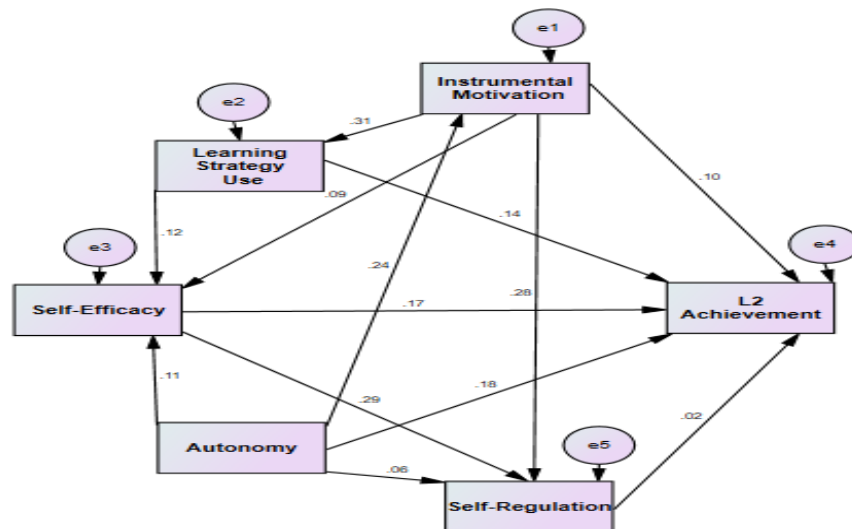 e1
Instrumental
Motivation
e2
.31
Learning
Strategy
Use
.09
.10
.14
.12
e3
e4
.24
.28
Self-Efficacy
.17
L2
Achievement
.11
.29
.18
.02
Autonomy
e5
.06
Self-Regulation